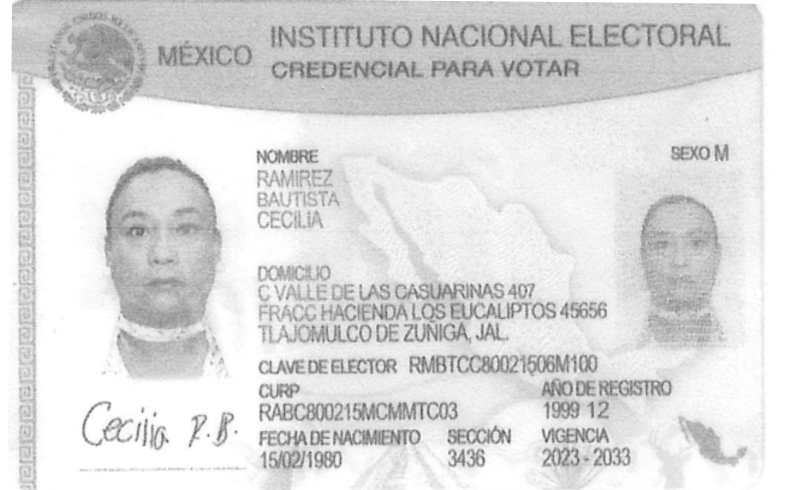 MÉXICO
INSTITUTO NACIONAL ELECTORAL
CREDENCIAL PARA VOTAR
NOMBRE
SEXO M
RAMIREZ
BAUTISTA
CECILIA
DOMICILIO
C VALLE DE LAS CASUARINAS 407
FRACC HACIENDA LOS EUCALIPTOS 45656
TLAJOMULCO DE ZUÑIGA, JAL.
CLAVE DE ELECTOR RMBTCC80021506M100
CURP
AÑO DE REGISTRO
RABC800215MCMMTC03
1999 12
FECHA DE NACIMIENTO
SECCIÓN
VIGENCIA
15/02/1980
3436
2023 - 2033
Cecilia R.B.